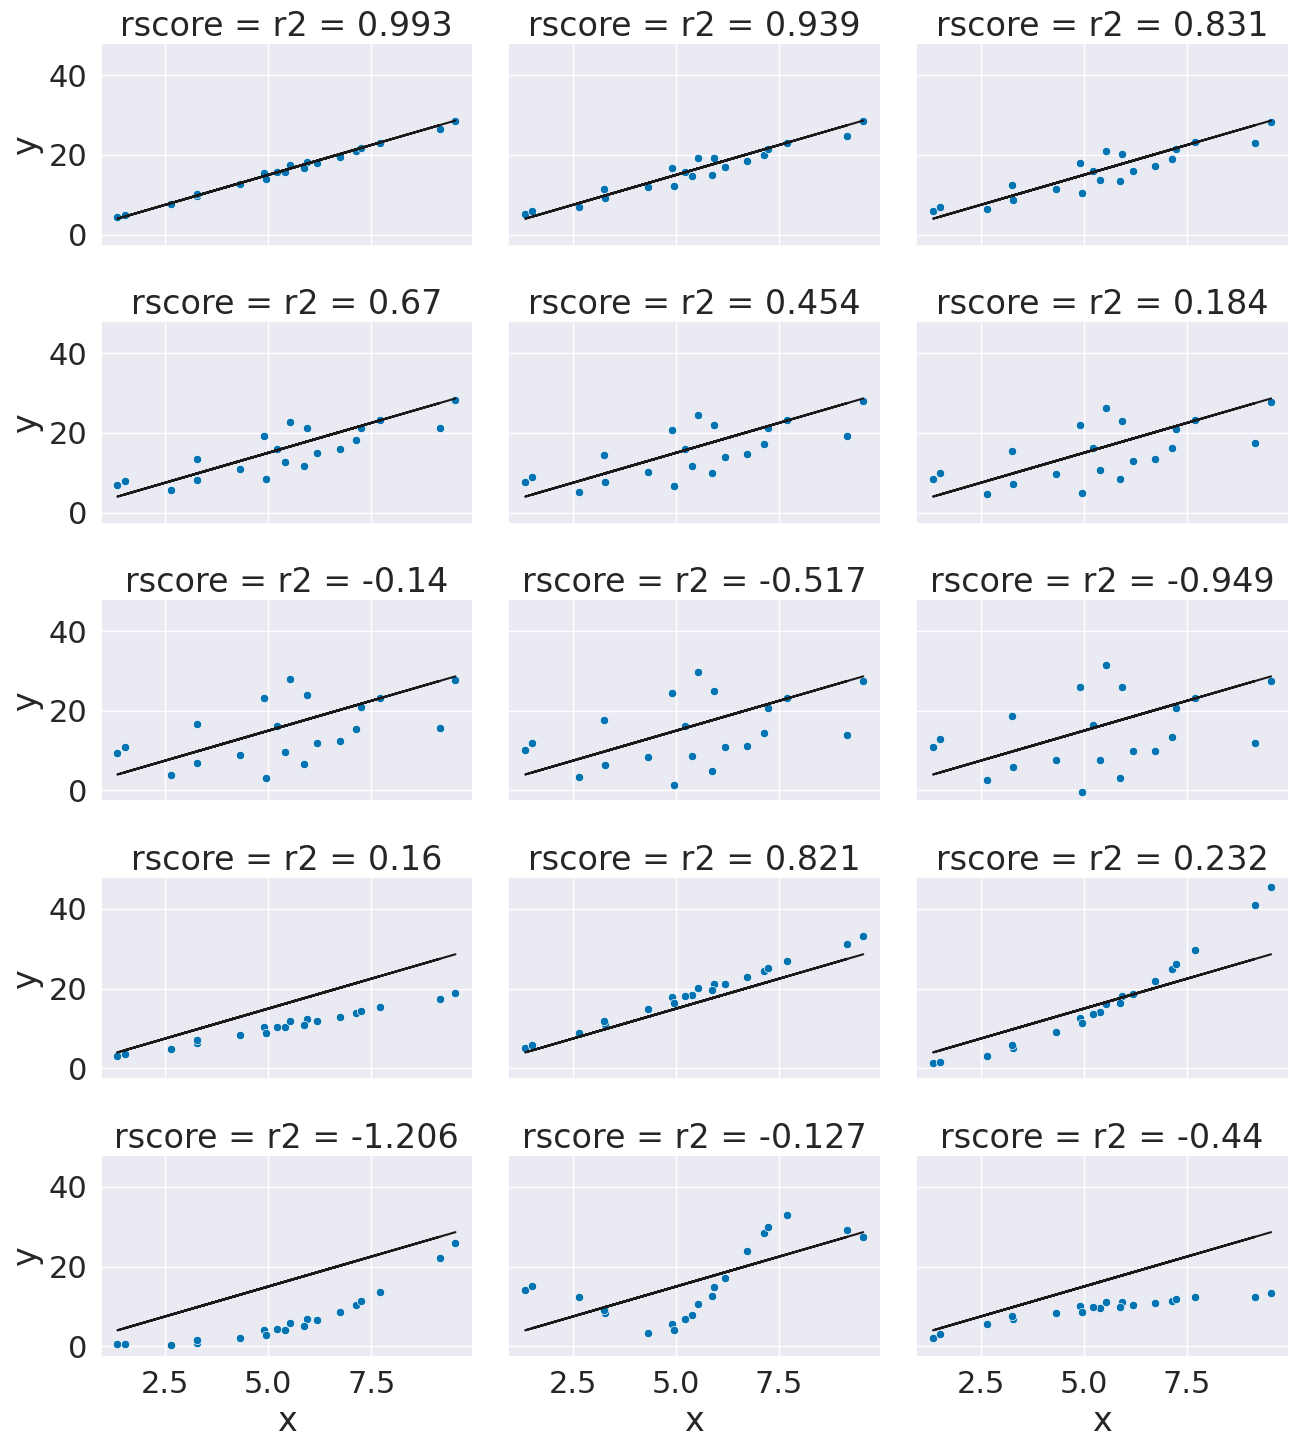 rscore = r2 = 0.993
rscore = r2 = 0.939
rscore = r2 = 0.831
40
20
0
y
rscore = r2 = 0.67
rscore = r2 = 0.454
rscore = r2 = 0.184
40
20
0
y
rscore = r2 = -0.14
rscore = r2 = -0.517
rscore = r2 = -0.949
40
20
0
y
rscore = r2 = 0.16
rscore = r2 = 0.821
rscore = r2 = 0.232
40
20
0
y
rscore = r2 = -1.206
rscore = r2 = -0.127
rscore = r2 = -0.44
40
20
0
y
2.5 5.0 7.5
2.5 5.0 7.5
2.5 5.0 7.5
x
x
x